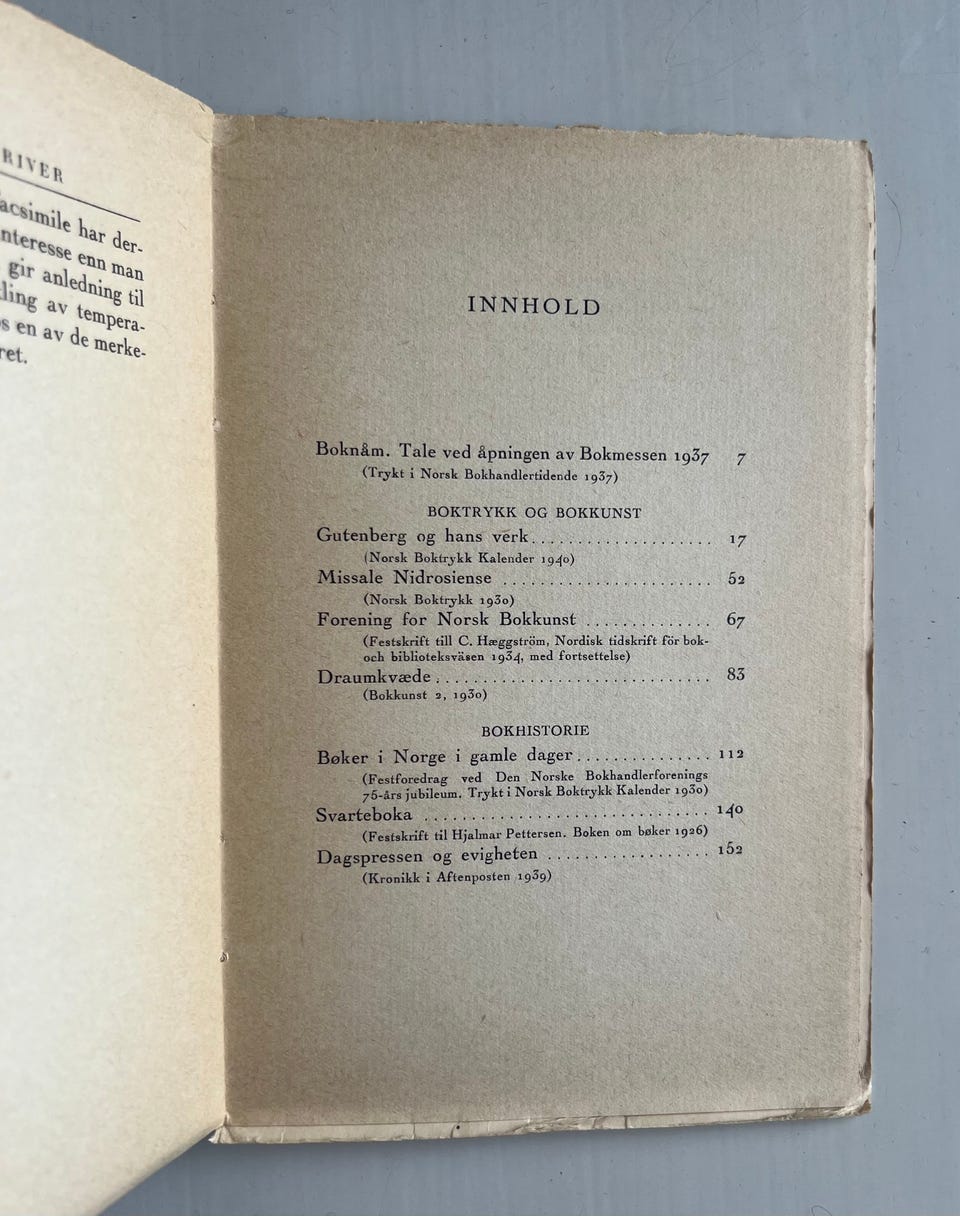 RIVER
acsimile har der-
nteresse enn man
gir anledning til
ling av tempera-
s en av de merke-
ret.
INNHOLD
Boknåm. Tale ved åpningen av Bokmessen 1937 7
(Trykt i Norsk Bokhandlertidende 1937)
BOKTRYKK OG BOKKUNST
Gutenberg og hans verk. . . . . . . . . . . . . . . . . . . . 17
(Norsk Boktrykk Kalender 1940)
Missale Nidrosiense . . . . . . . . . . . . . . . . . . . . . . . 52
(Norsk Boktrykk 1930)
Forening for Norsk Bokkunst . . . . . . . . . . . . . . 67
(Festskrift till C. Hæggström, Nordisk tidskrift för bok-
och biblioteksväsen 1934, med fortsettelse)
Draumkvæde . . . . . . . . . . . . . . . . . . . . . . . . . . . . . 83
(Bokkunst 2, 1930)
BOKHISTORIE
Bøker i Norge i gamle dager. . . . . . . . . . . . . . . 112
(Festforedrag ved Den Norske Bokhandlerforenings
75-års jubileum. Trykt i Norsk Boktrykk Kalender 1930)
Svarteboka . . . . . . . . . . . . . . . . . . . . . . . . . . . . . . 140
(Festskrift til Hjalmar Pettersen. Boken om bøker 1926)
Dagspressen og evigheten . . . . . . . . . . . . . . . . . . 152
(Kronikk i Aftenposten 1939)